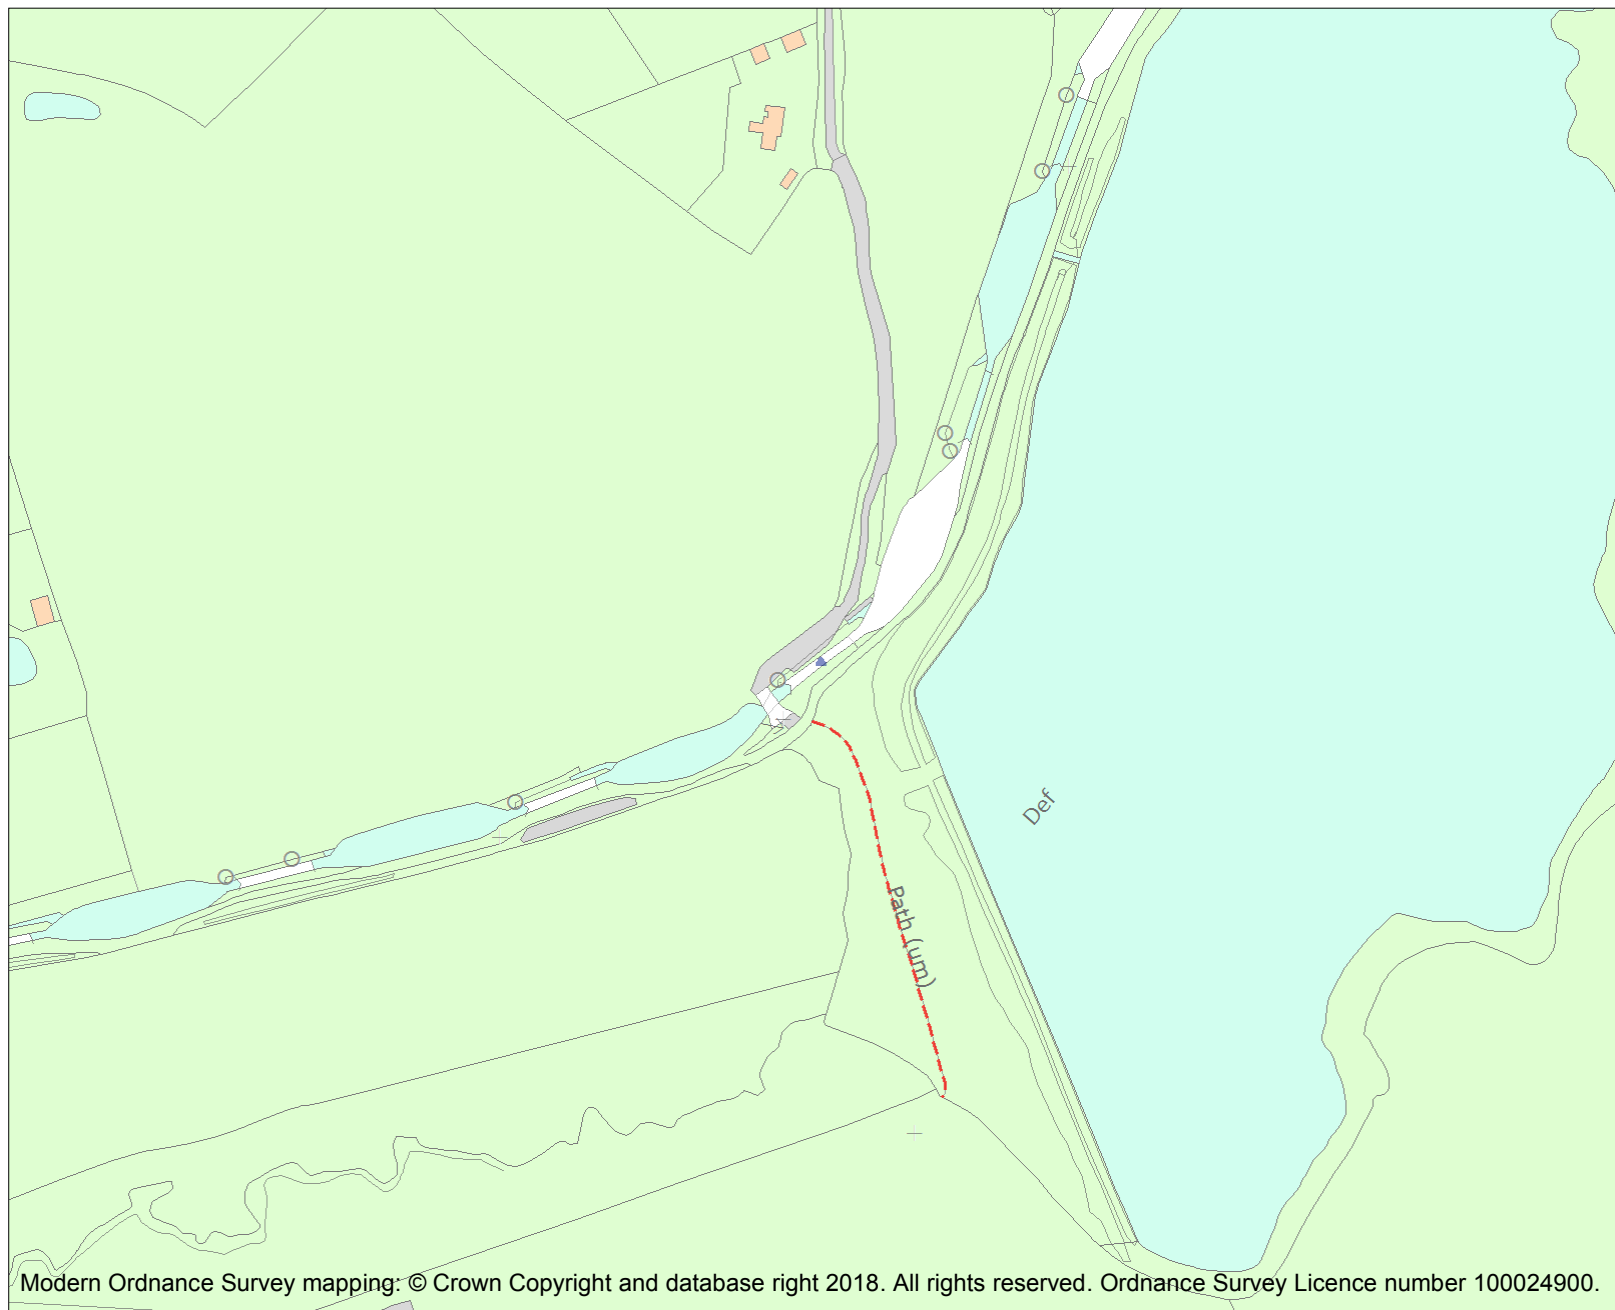 Def
Path (um)
Modern Ordnance Survey mapping: © Crown Copyright and database right 2018. All rights reserved. Ordnance Survey Licence number 100024900.